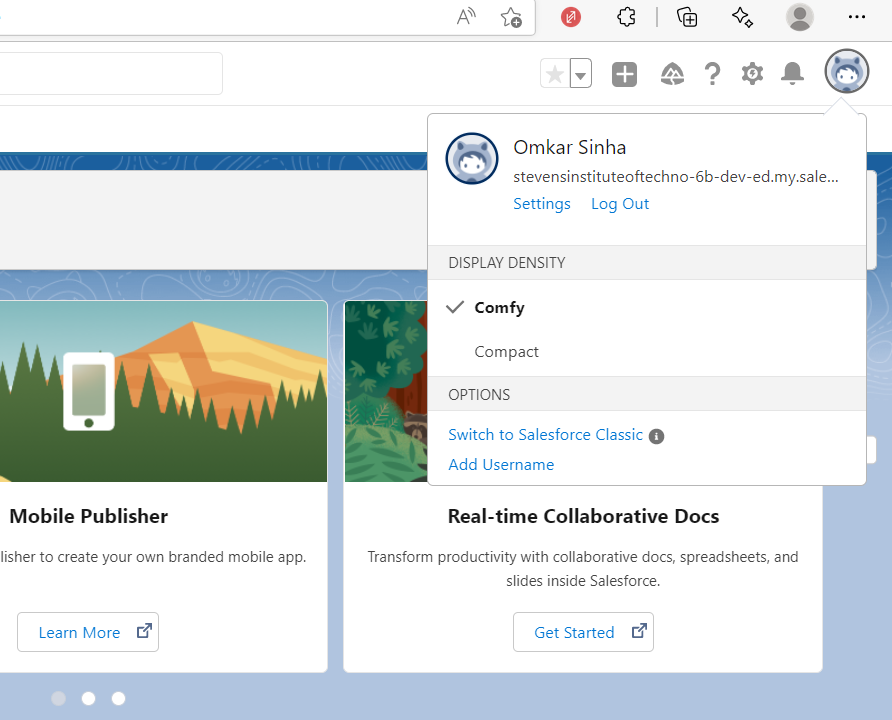 Omkar Sinha
stevensinstituteoftechno-6b-dev-ed.my.sale...
Settings Log Out
DISPLAY DENSITY
Comfy
Compact
OPTIONS
Switch to Salesforce Classic
Add Username
Mobile Publisher
lisher to create your own branded mobile app.
Learn More
Real-time Collaborative Docs
Transform productivity with collaborative docs, spreadsheets, and
slides inside Salesforce.
Get Started